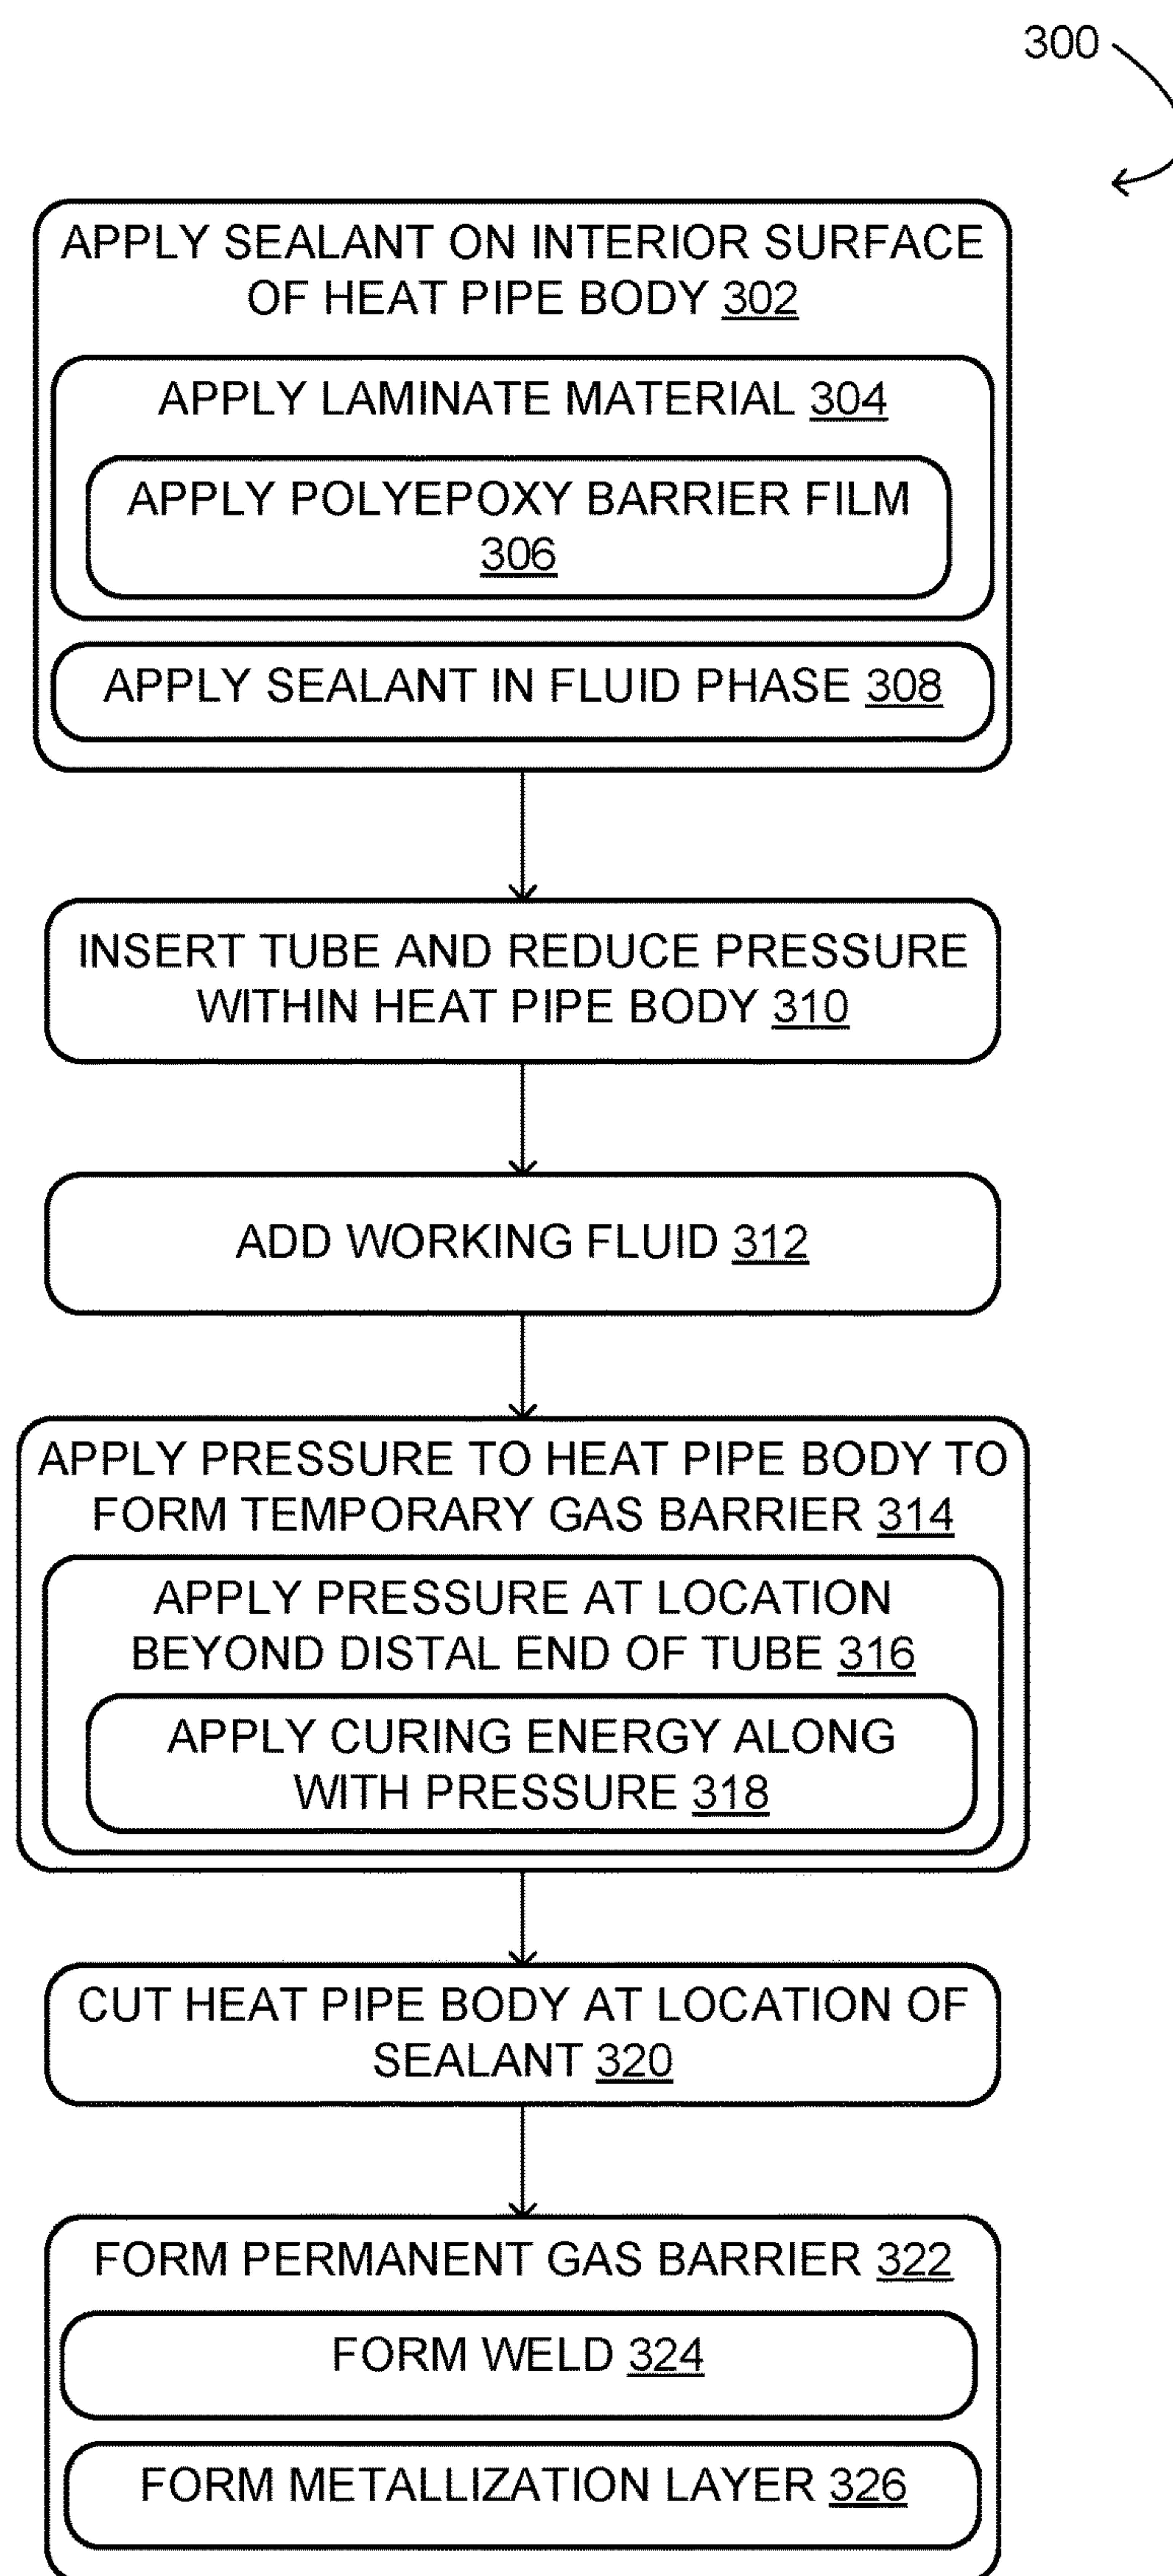 300
APPLY SEALANT ON INTERIOR SURFACE
OF HEAT PIPE BODY 302
APPLY LAMINATE MATERIAL 304
APPLY POLYEPOXY BARRIER FILM
306
APPLY SEALANT IN FLUID PHASE 308
INSERT TUBE AND REDUCE PRESSURE
WITHIN HEAT PIPE BODY 310
ADD WORKING FLUID 312
APPLY PRESSURE TO HEAT PIPE BODY TO
FORM TEMPORARY GAS BARRIER 314
APPLY PRESSURE AT LOCATION
BEYOND DISTAL END OF TUBE 316
APPLY CURING ENERGY ALONG
WITH PRESSURE 318
CUT HEAT PIPE BODY AT LOCATION OF
SEALANT 320
FORM PERMANENT GAS BARRIER 322
FORM WELD 324
FORM METALLIZATION LAYER 326